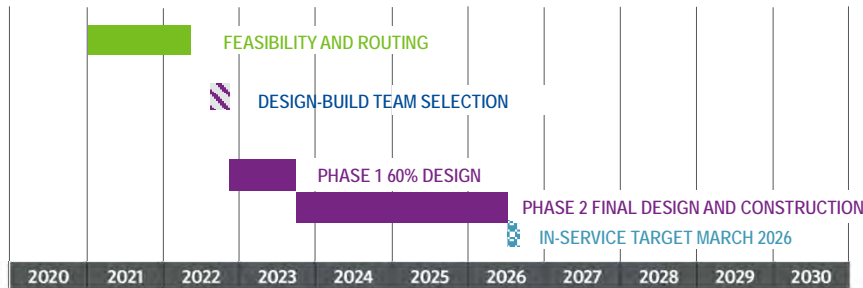 FEASIBILITY AND ROUTING
DESIGN-BUILD TEAM SELECTION
PHASE 1 60% DESIGN
PHASE 2 FINAL DESIGN AND CONSTRUCTION
IN-SERVICE TARGET MARCH 2026
2020 2021 2022 2023 2024 2025 2026 2027 2028 2029 2030